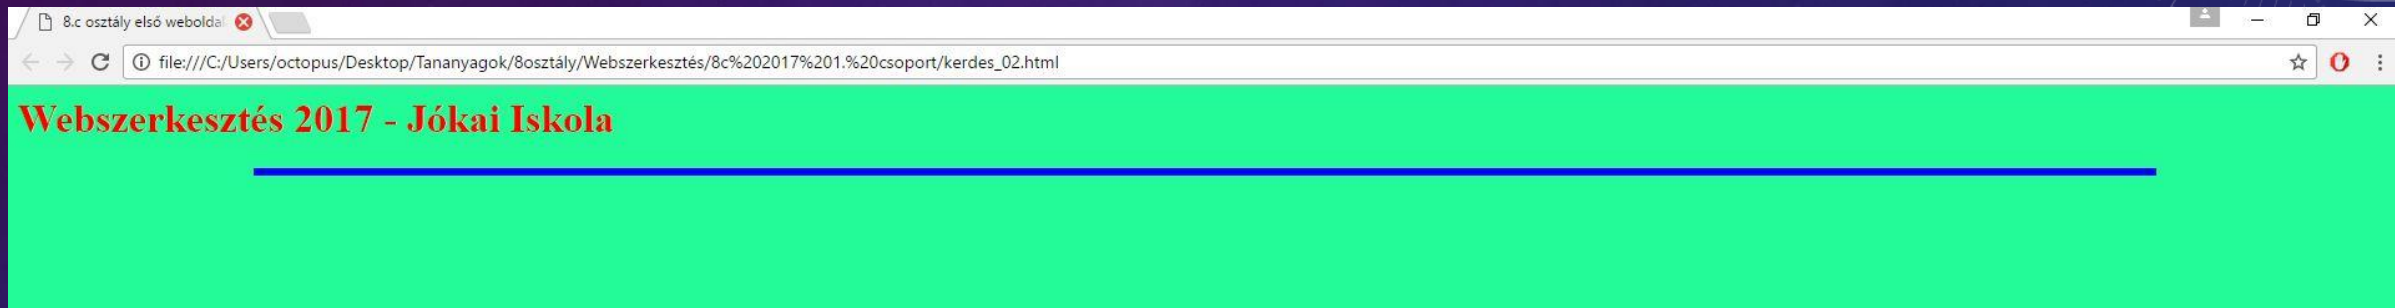 8.c osztály első weboldal
file:///C:/Users/octopus/Desktop/Tananyagok/8osztály/Webszerkesztés/8c%202017%201.%20csoport/kerdes_02.html
Webszerkesztés 2017 - Jókai Iskola